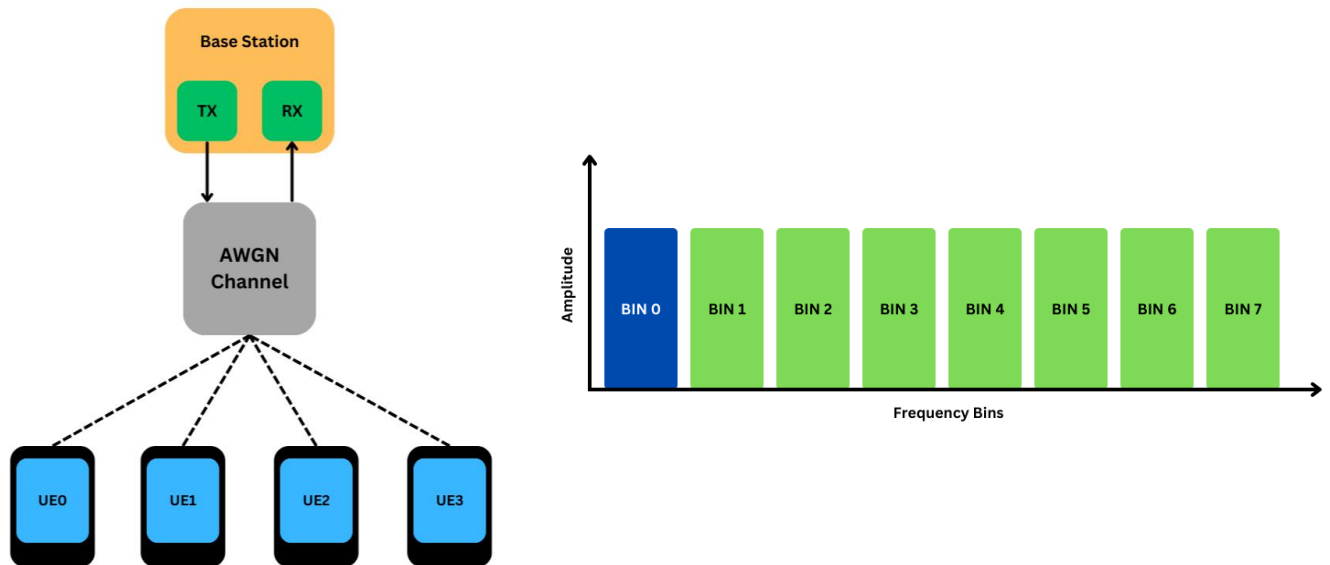 Base Station
TX
RX
AWGN
Channel
UE0
UE1
UE2
UE3
Amplitude
BIN 0
BIN 1
BIN 2
BIN 3
BIN 4
BIN 5
BIN 6
BIN 7
Frequency Bins